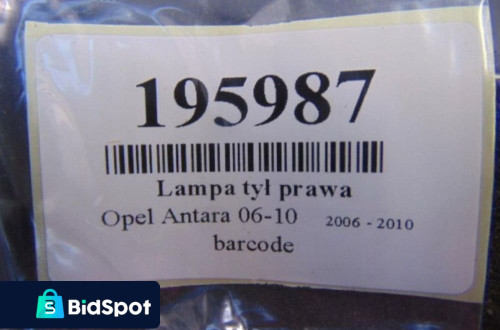 195987
Lampa tył prawa
Opel Antara 06-10 2006 - 2010
barcode
S BidSpot